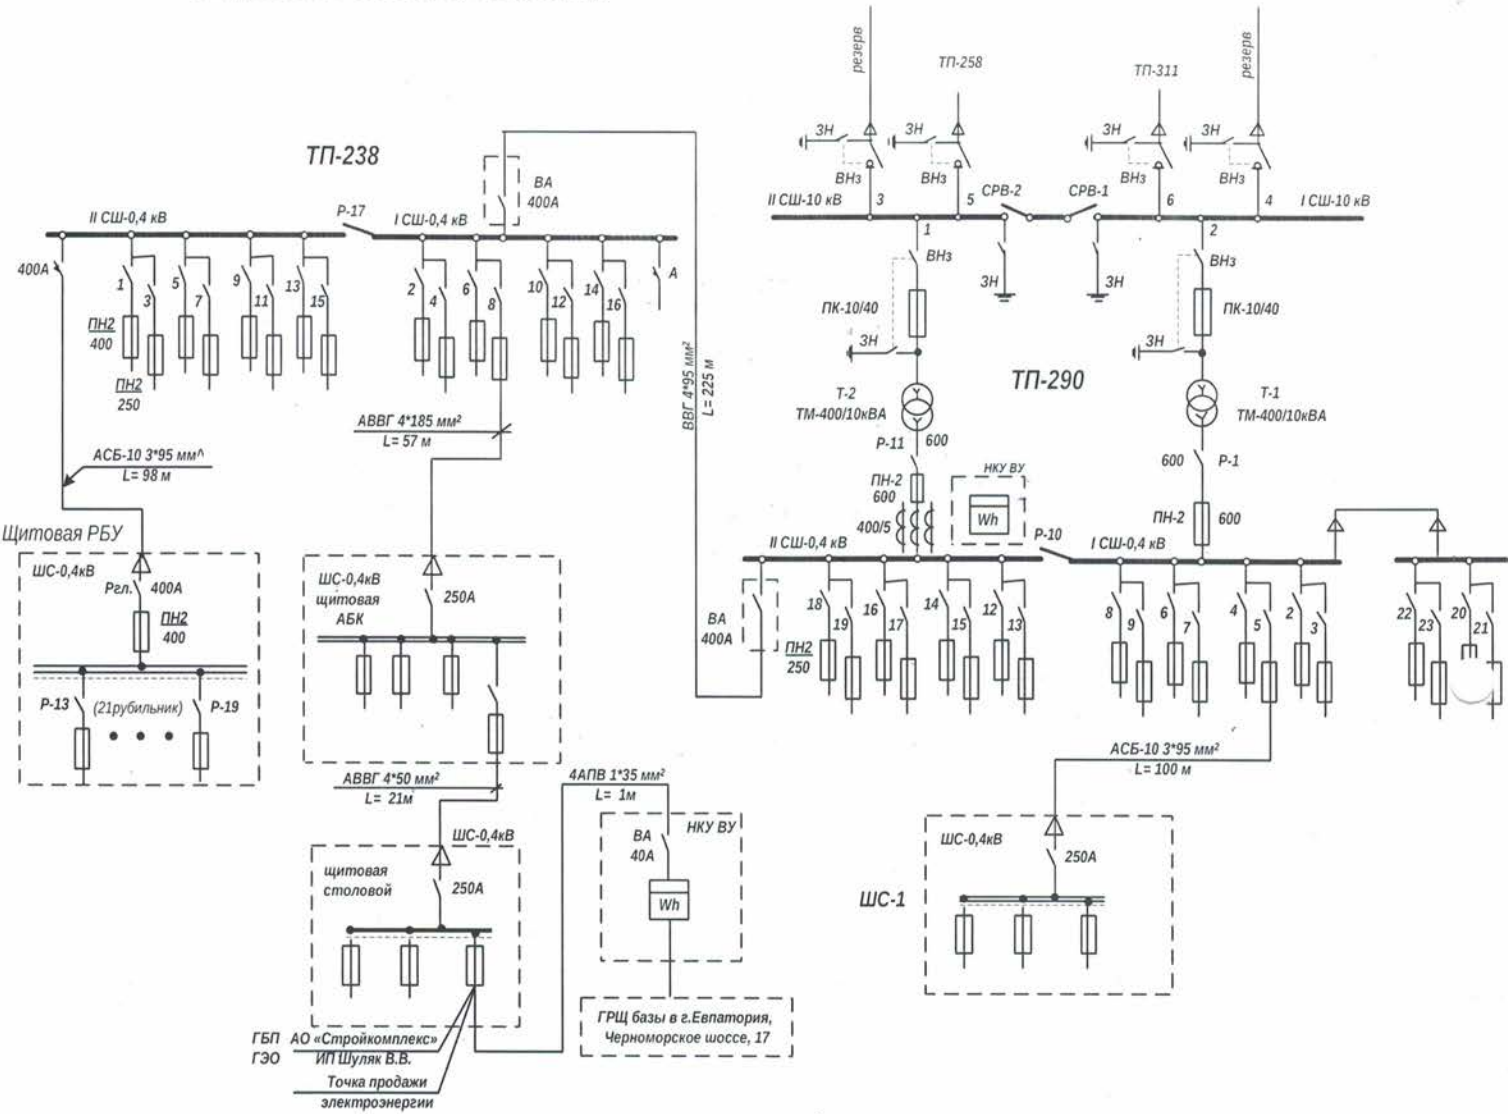 резерв
ТП-258
ТП-311
резерв
ЗН
ЗН
ЗН
ЗН
ВНз
ВНз
ВНз
ВНз
СРВ-2
СРВ-1
II СШ-10 кВ
3
5
6
4
I СШ-10 кВ
1
2
ВНз
ВНз
ЗН
ЗН
ПК-10/40
ПК-10/40
ЗН
ЗН
ТП-290
Т-2
ТМ-400/10кВА
Т-1
ТМ-400/10кВА
Р-11
600
600
Р-1
ПН-2
600
НКУ ВУ
Wh
400/5
ПН-2
600
Р-10
II СШ-0,4 кВ
I СШ-0,4 кВ
ВА
400А
18
19
16
17
14
15
12
13
ПН2
250
8
9
6
7
4
5
2
3
22
23
20
21
АСБ-10 3*95 мм²
L= 100 м
ШС-0,4кВ
250А
ШС-1
ТП-238
ВА
400А
Р-17
II СШ-0,4 кВ
I СШ-0,4 кВ
400А
1
3
5
7
9
11
13
15
2
4
6
8
10
12
14
16
А
ПН2
400
ПН2
250
ВВГ 4*95 мм²
L= 225 м
АВВГ 4*185 мм²
L= 57 м
АСБ-10 3*95 мм^
L= 98 м
Щитовая РБУ
ШС-0,4кВ
Ргл.
400А
ПН2
400
Р-13
(21рубильник)
Р-19
ШС-0,4кВ
щитовая
АБК
250А
АВВГ 4*50 мм²
L= 21м
ШС-0,4кВ
щитовая
столовой
250А
4АПВ 1*35 мм²
L= 1м
НКУ ВУ
ВА
40А
Wh
ГРЩ базы в г.Евпатория,
Черноморское шоссе, 17
ГБП АО «Стройкомплекс»
ГЭО ИП Шуляк В.В.
Точка продажи
электроэнергии